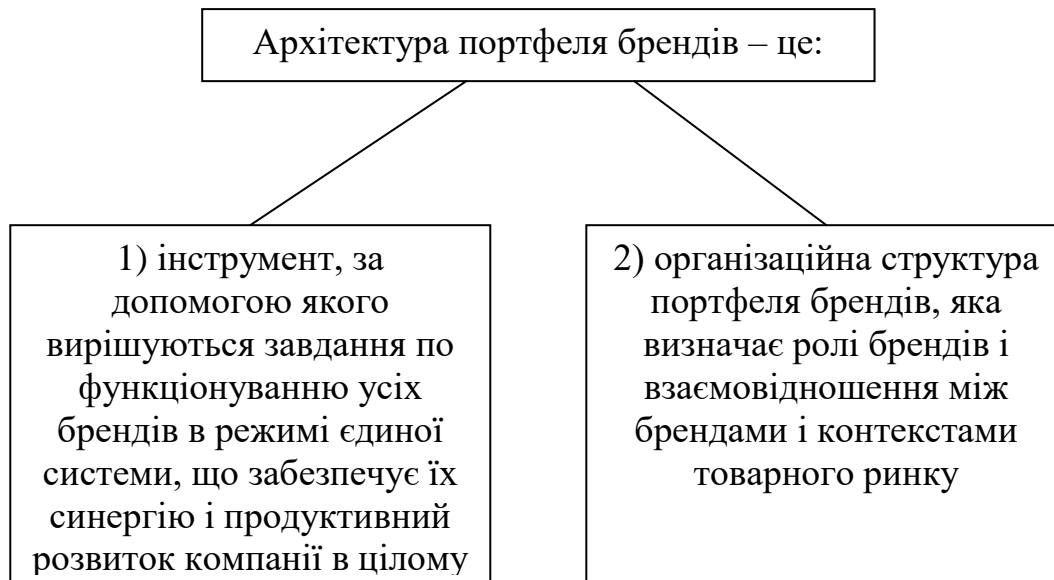 Архітектура портфеля брендів – це:
1) інструмент, за
допомогою якого
вирішуються завдання по
функціонуванню усіх
брендів в режимі єдиної
системи, що забезпечує їх
синергію і продуктивний
розвиток компанії в цілому
2) організаційна структура
портфеля брендів, яка
визначає ролі брендів і
взаємовідношення між
брендами і контекстами
товарного ринку